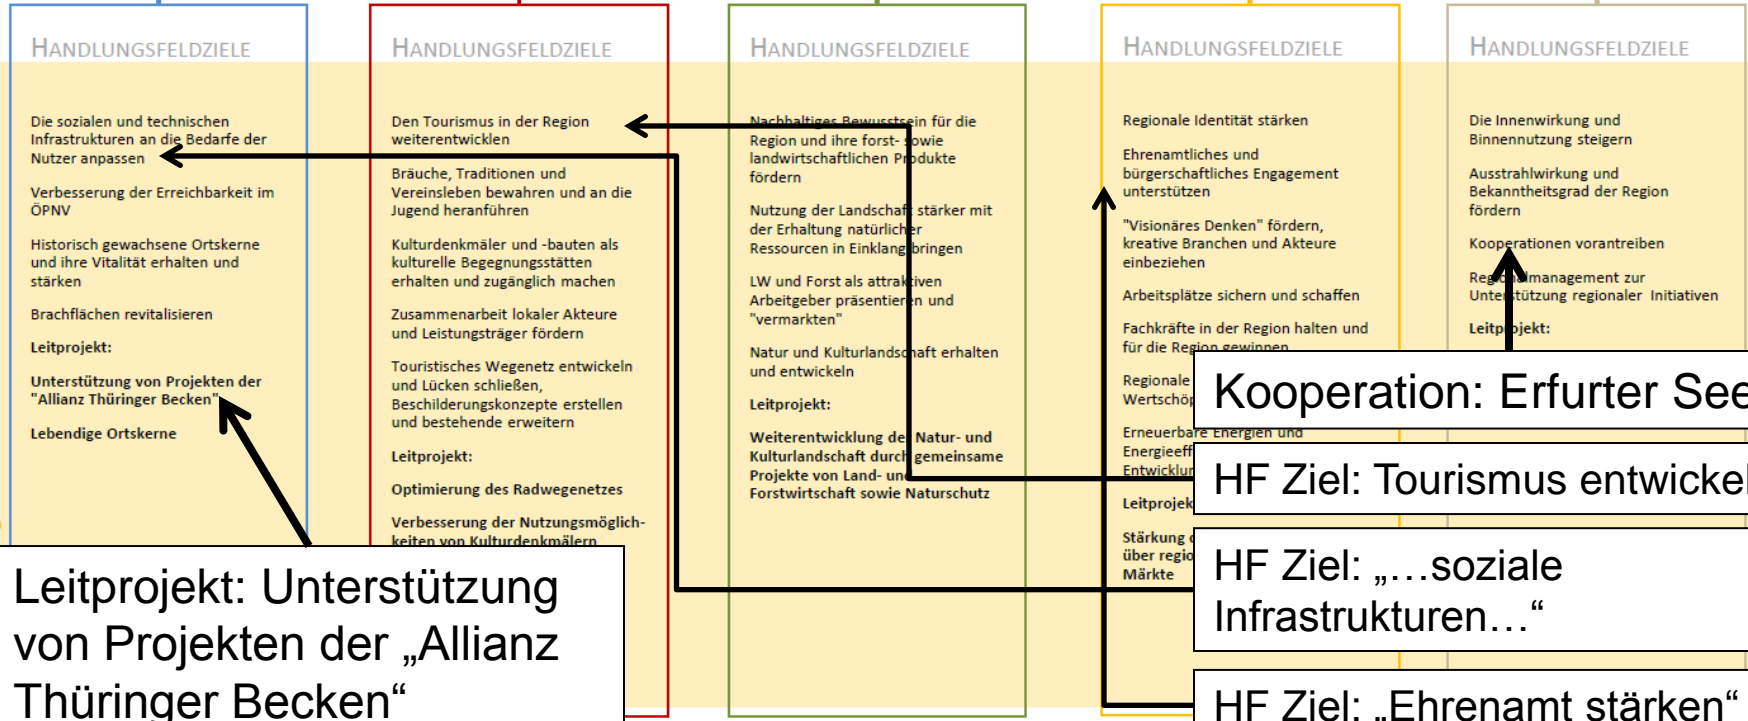 HANDLUNGSFELDZIELE
Die sozialen und technischen
Infrastrukturen an die Bedarfe der
Nutzer anpassen
Verbesserung der Erreichbarkeit im
ÖPNV
Historisch gewachsene Ortskerne
und ihre Vitalität erhalten und
stärken
Brachflächen revitalisieren
Leitprojekt:
Unterstützung von Projekten der
"Allianz Thüringer Becken"
Lebendige Ortskerne
HANDLUNGSFELDZIELE
Den Tourismus in der Region
weiterentwicklen
Bräuche, Traditionen und
Vereinsleben bewahren und an die
Jugend heranführen
Kulturdenkmäler und -bauten als
kulturelle Begegnungsstätten
erhalten und zugänglich machen
Zusammenarbeit lokaler Akteure
und Leistungsträger fördern
Touristisches Wegenetz entwickeln
und Lücken schließen,
Beschilderungskonzepte erstellen
und bestehende erweitern
Leitprojekt:
Optimierung des Radwegenetzes
Verbesserung der Nutzungsmöglich-
keiten von Kulturdenkmälern
HANDLUNGSFELDZIELE
Nachhaltiges Bewusstsein für die
Region und ihre forst- sowie
landwirtschaftlichen Produkte
fördern
Nutzung der Landschaft stärker mit
der Erhaltung natürlicher
Ressourcen in Einklang bringen
LW und Forst als attraktiven
Arbeitgeber präsentieren und
"vermarkten"
Natur und Kulturlandschaft erhalten
und entwickeln
Leitprojekt:
Weiterentwicklung der Natur- und
Kulturlandschaft durch gemeinsame
Projekte von Land- und
Forstwirtschaft sowie Naturschutz
HANDLUNGSFELDZIELE
Regionale Identität stärken
Ehrenamtliches und
bürgerschaftliches Engagement
unterstützen
"Visionäres Denken" fördern,
kreative Branchen und Akteure
einbeziehen
Arbeitsplätze sichern und schaffen
Fachkräfte in der Region halten und
für die Region gewinnen
Regionale
Wertschöp
Erneuerbare Energien und
Energieeff
Entwicklun
Leitprojek
Stärkung
über regio
Märkte
HANDLUNGSFELDZIELE
Die Innenwirkung und
Binnennutzung steigern
Ausstrahlwirkung und
Bekanntheitsgrad der Region
fördern
Kooperationen vorantreiben
Regionalmanagement zur
Unterstützung regionaler Initiativen
Leitprojekt:
Leitprojekt: Unterstützung
von Projekten der „Allianz
Thüringer Becken“
Kooperation: Erfurter See
HF Ziel: Tourismus entwickel
HF Ziel: „…soziale
Infrastrukturen…“
HF Ziel: „Ehrenamt stärken“